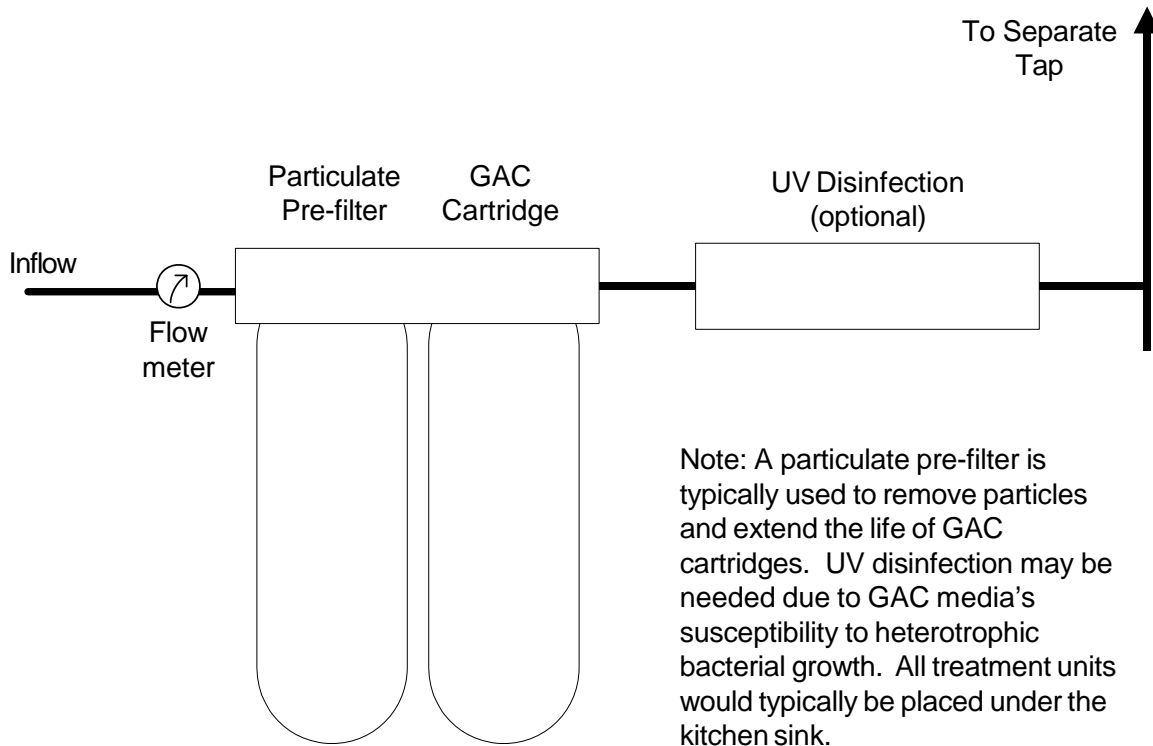 To Separate
Tap
Particulate
Pre-filter
GAC
Cartridge
UV Disinfection
(optional)
Inflow
Flow
meter
Note: A particulate pre-filter is
typically used to remove particles
and extend the life of GAC
cartridges.  UV disinfection may be
needed due to GAC media's
susceptibility to heterotrophic
bacterial growth.  All treatment units
would typically be placed under the
kitchen sink.